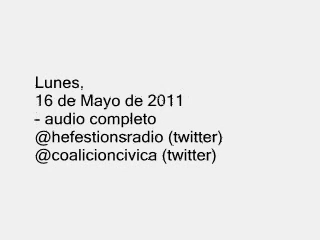 Lunes,
16 de Mayo de 2011
- audio completo
@hefestionsradio (twitter)
@coalicioncivica (twitter)